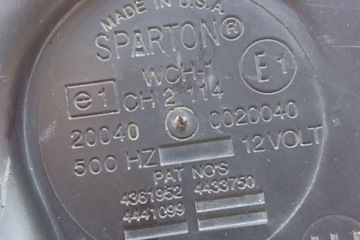 MADE IN U.S.A.
SPARTON®
WCH-1
e1 CH 2 114 E1
20040 0020040
500 HZ 12 VOLT
PAT NO'S
4361952 4433750
4441099